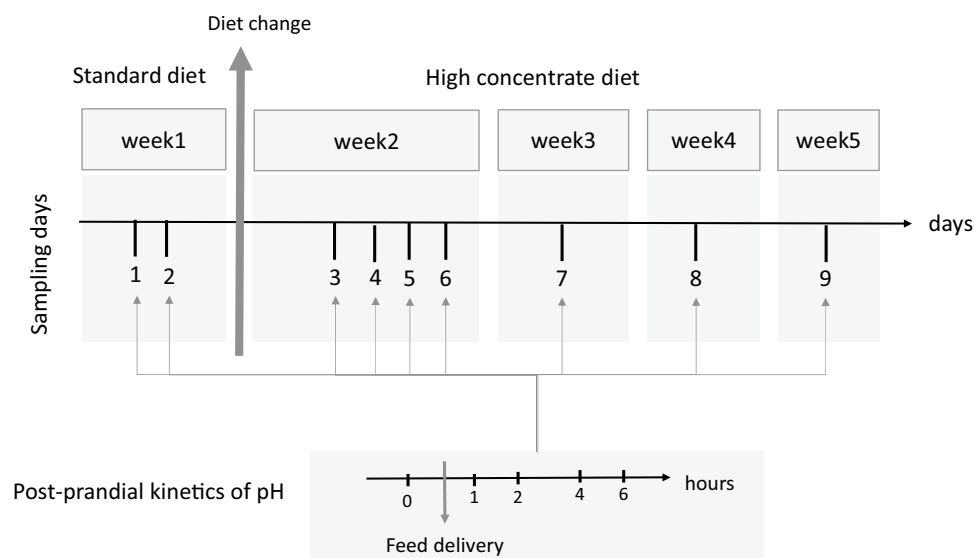 Diet change
Standard diet
High concentrate diet
week1
week2
week3
week4
week5
Sampling days
days
1 2 3 4 5 6 7 8 9
Post-prandial kinetics of pH
0 1 2 4 6
hours
Feed delivery